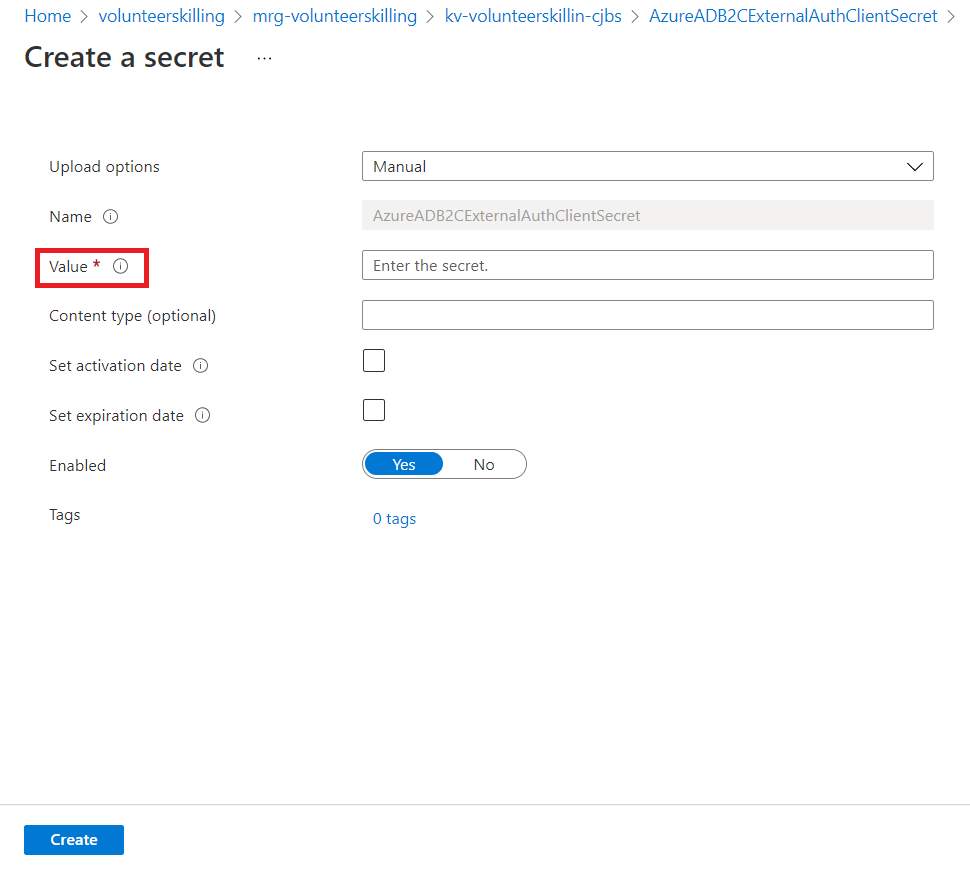 Home > volunteerskilling > mrg-volunteerskilling > kv-volunteerskillin-cjbs > AzureADB2CExternalAuthClientSecret >
Create a secret ...
Upload options Manual
Name AzureADB2CExternalAuthClientSecret
Value * Enter the secret.
Content type (optional)
Set activation date
Set expiration date
Enabled Yes No
Tags 0 tags
Create